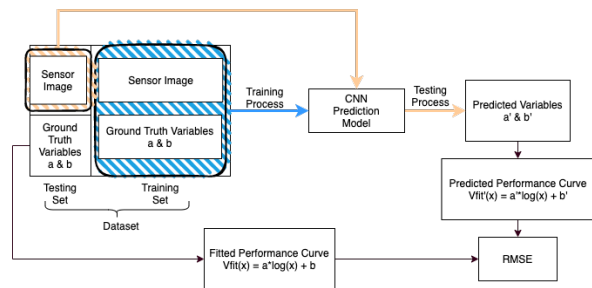 Sensor
Image
Sensor Image
Training
Process
CNN
Prediction
Model
Testing
Process
Predicted Variables
a' & b'
Ground
Truth
Variables
a & b
Ground Truth Variables
a & b
Testing
Set
Training
Set
Dataset
Predicted Performance Curve
Vfit'(x) = a'*log(x) + b'
Fitted Performance Curve
Vfit(x) = a*log(x) + b
RMSE